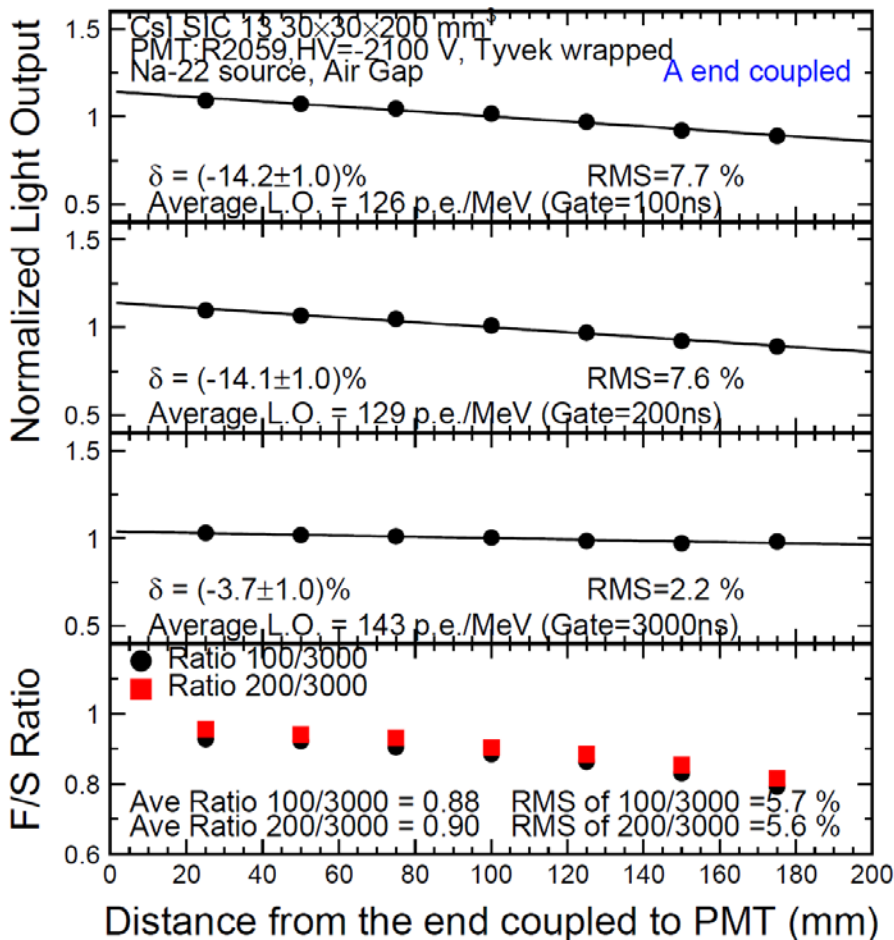 CsI SIC 13 30×30×200 mm³
PMT:R2059,HV=-2100 V, Tyvek wrapped
Na-22 source, Air Gap
A end coupled
1.5
1
0.5
δ = (-14.2±1.0)%
RMS=7.7 %
Average L.O. = 126 p.e./MeV (Gate=100ns)
Normalized Light Output
1.5
1
0.5
δ = (-14.1±1.0)%
RMS=7.6 %
Average L.O. = 129 p.e./MeV (Gate=200ns)
1.5
1
0.5
δ = (-3.7±1.0)%
RMS=2.2 %
Average L.O. = 143 p.e./MeV (Gate=3000ns)
Ratio 100/3000
Ratio 200/3000
F/S Ratio
1
0.8
0.6
Ave Ratio 100/3000 = 0.88 RMS of 100/3000 =5.7 %
Ave Ratio 200/3000 = 0.90 RMS of 200/3000 =5.6 %
0 20 40 60 80 100 120 140 160 180 200
Distance from the end coupled to PMT (mm)